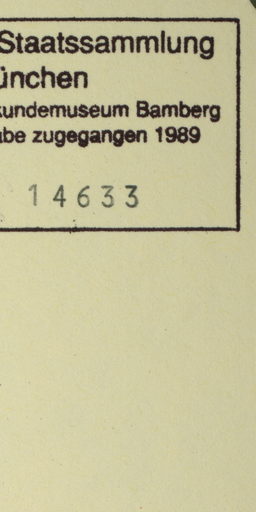 Staatssammlung
ünchen
kundemuseum Bamberg
abe zugegangen 1989
14633